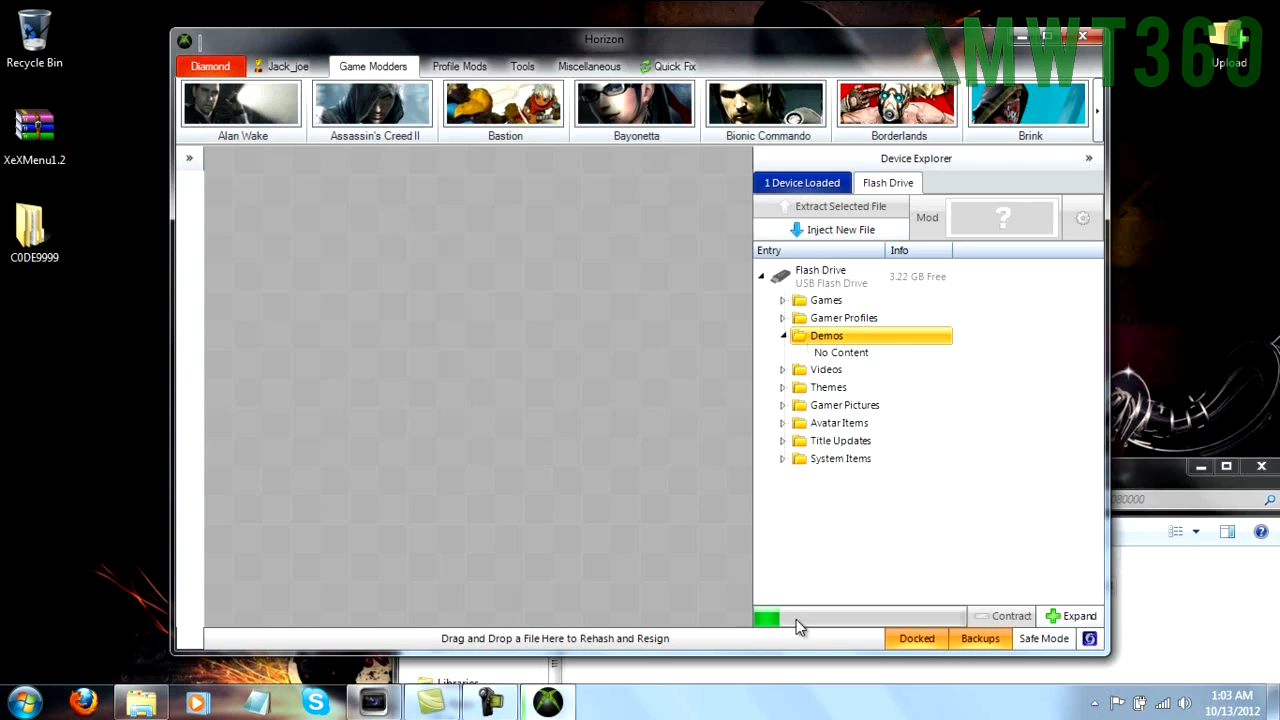 Recycle Bin
XeXMenu1.2
C0DE9999
Horizon
\MWT360
Upload
Diamond
Jack_joe
Game Modders
Profile Mods
Tools
Miscellaneous
Quick Fix
Alan Wake
Assassin's Creed II
Bastion
Bayonetta
Bionic Commando
Borderlands
Brink
»
Device Explorer
»
1 Device Loaded
Flash Drive
Extract Selected File
Inject New File
Mod
?
Entry
Info
Flash Drive
USB Flash Drive
3.22 GB Free
Games
Gamer Profiles
Demos
No Content
Videos
Themes
Gamer Pictures
Avatar Items
Title Updates
System Items
Contract
Expand
Drag and Drop a File Here to Rehash and Resign
Docked
Backups
Safe Mode
Libraries
1:03 AM
10/13/2012